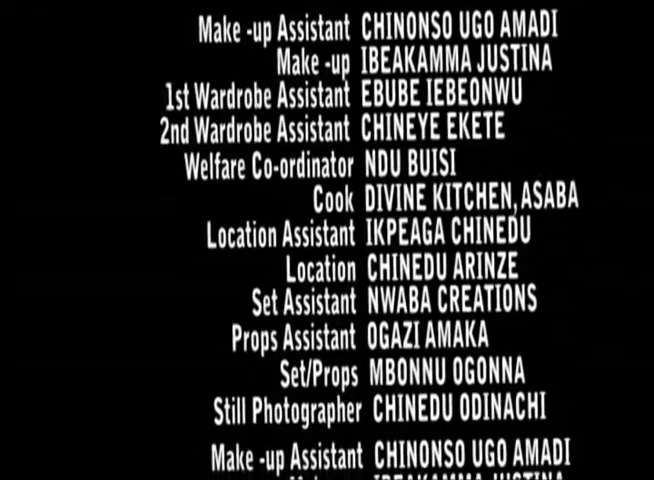 Make -up Assistant CHINONSO UGO AMADI
Make -up IBEAKAMMA JUSTINA
1st Wardrobe Assistant EBUBE IEBEONWU
2nd Wardrobe Assistant CHINEYE EKETE
Welfare Co-ordinator NDU BUISI
Cook DIVINE KITCHEN, ASABA
Location Assistant IKPEAGA CHINEDU
Location CHINEDU ARINZE
Set Assistant NWABA CREATIONS
Props Assistant OGAZI AMAKA
Set/Props MBONNU OGONNA
Still Photographer CHINEDU ODINACHI
Make -up Assistant CHINONSO UGO AMADI